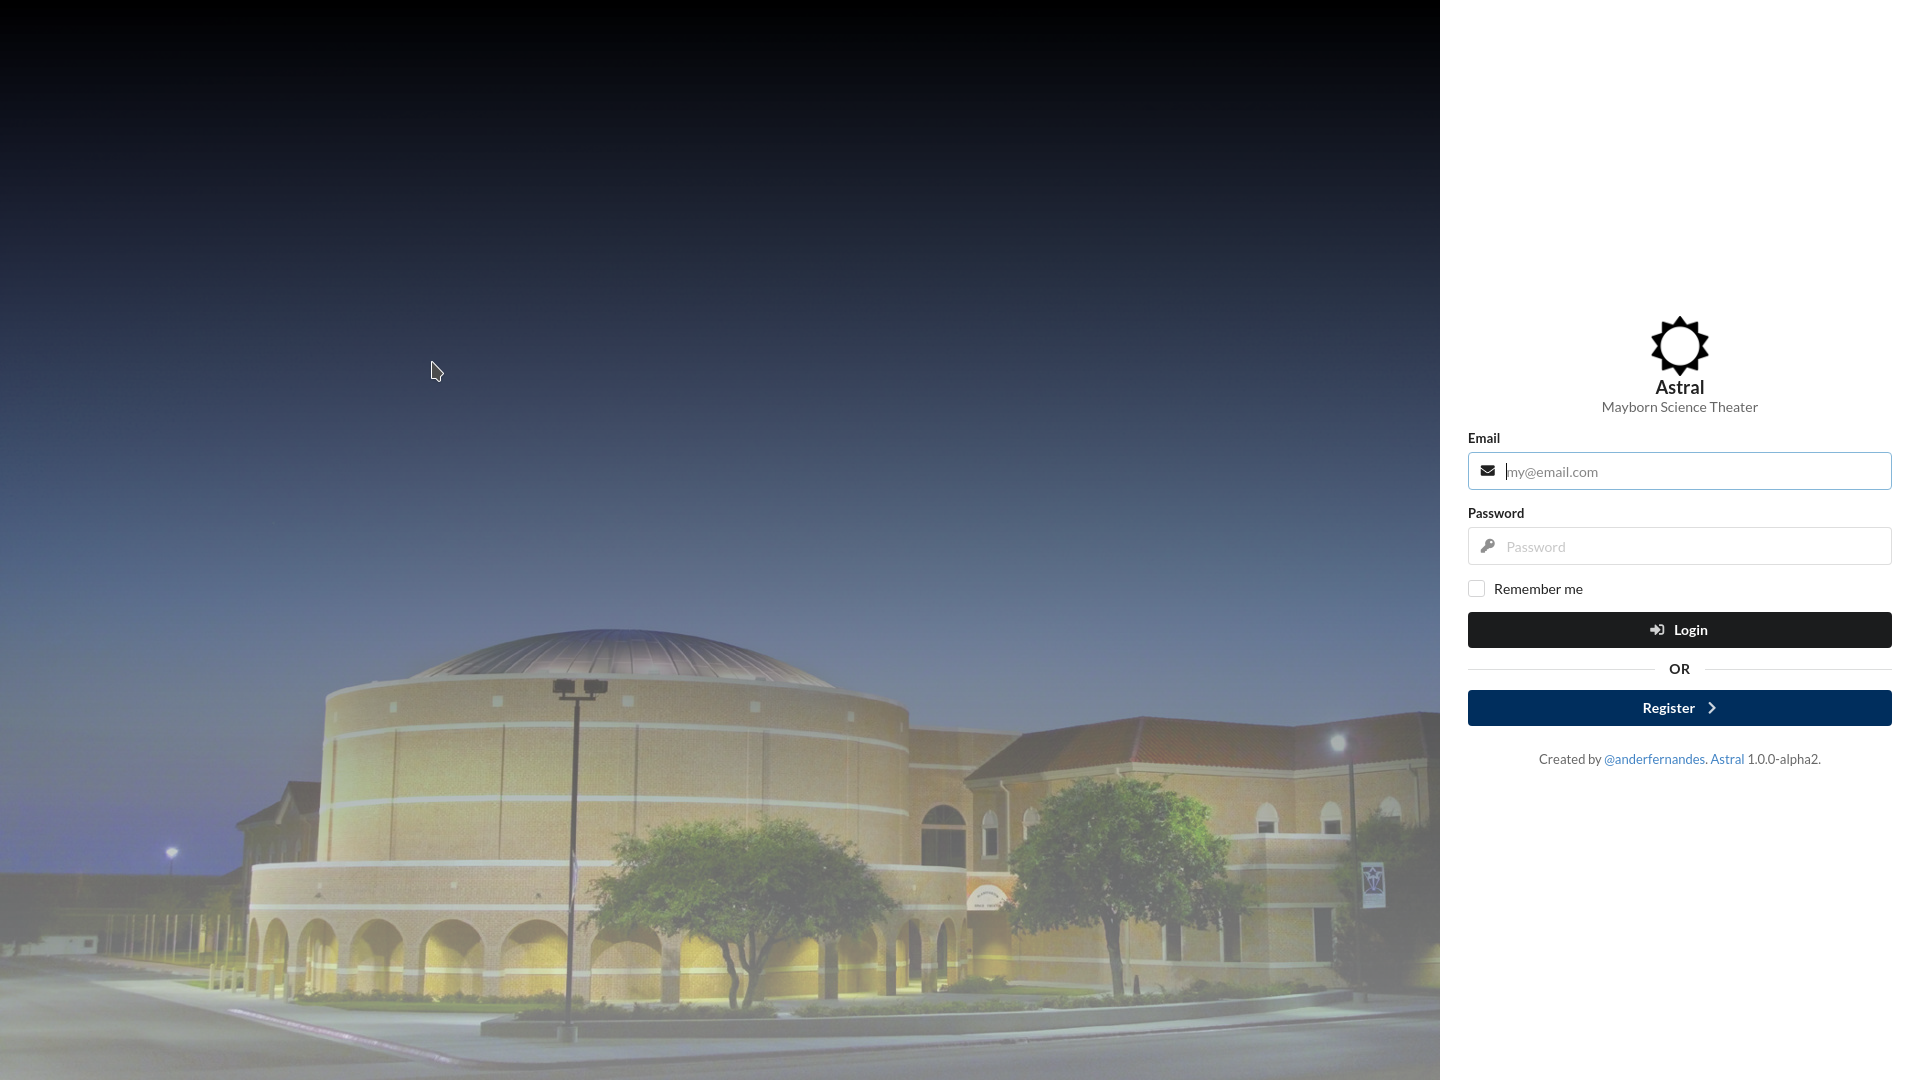 Astral
Mayborn Science Theater
Email
my@email.com
Password
Password
Remember me
Login
OR
Register
Created by @anderfernandes. Astral 1.0.0-alpha2.